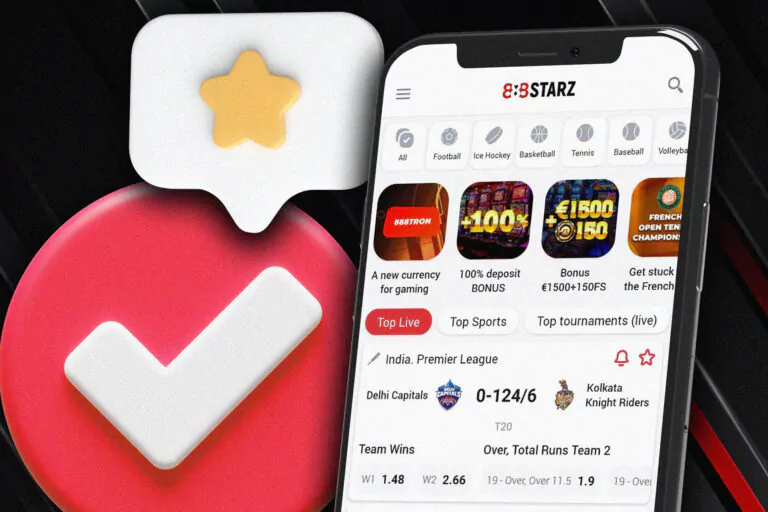 888STARZ
All
Football
Ice Hockey
Basketball
Tennis
Baseball
Volleyba
888TRON
+100%
€1500
+150
FRENCH
OPEN TEN
CHAMPIONS
A new currency
for gaming
100% deposit
BONUS
Bonus
€1500+150FS
Get stuck
the French
Top Live
Top Sports
Top tournaments (live)
India. Premier League
Delhi Capitals
DELHI
CAPITALS
0-124/6
Kolkata
Knight Riders
T20
Team Wins
Over, Total Runs Team 2
W1 1.48
W2 2.66
19 - Over, Over 11.5 1.9
19 - Ove